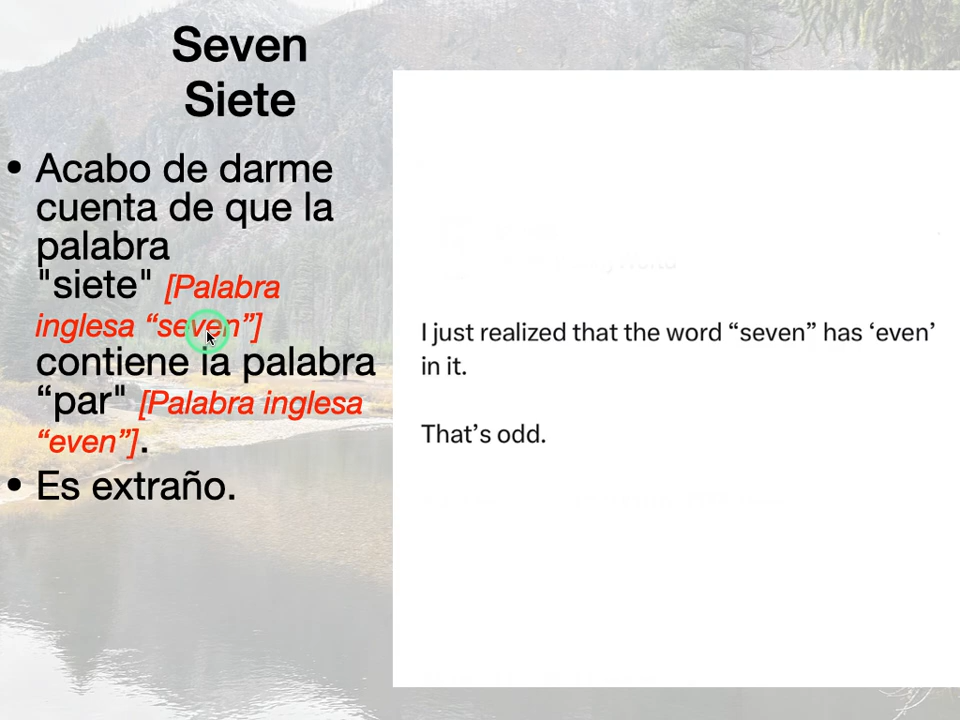 Seven
Siete
• Acabo de darme
cuenta de que la
palabra
"siete" [Palabra
inglesa “seven”]
contiene la palabra
“par" [Palabra inglesa
“even”].
• Es extraño.
I just realized that the word “seven” has ‘even’
in it.
That’s odd.